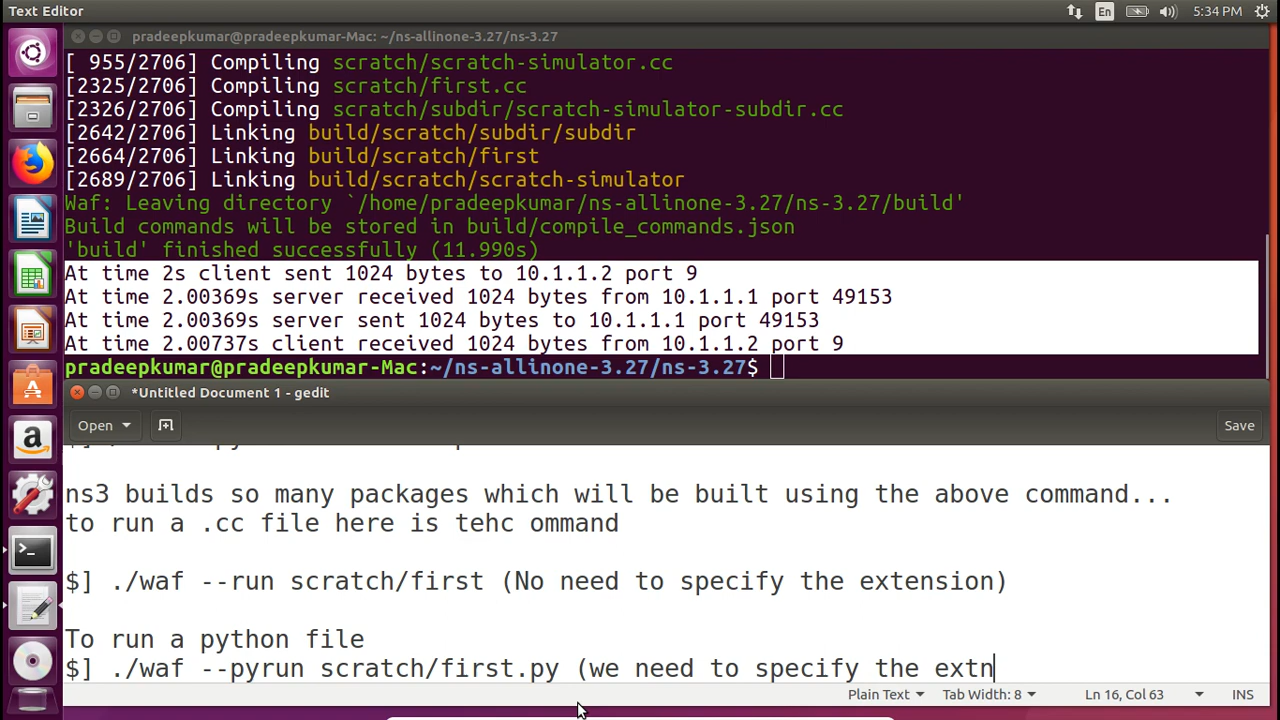 Text Editor
En
5:34 PM
pradeepkumar@pradeepkumar-Mac: ~/ns-allinone-3.27/ns-3.27
[ 955/2706] Compiling scratch/scratch-simulator.cc
[2325/2706] Compiling scratch/first.cc
[2326/2706] Compiling scratch/subdir/scratch-simulator-subdir.cc
[2642/2706] Linking build/scratch/subdir/subdir
[2664/2706] Linking build/scratch/first
[2689/2706] Linking build/scratch/scratch-simulator
Waf: Leaving directory `/home/pradeepkumar/ns-allinone-3.27/ns-3.27/build'
Build commands will be stored in build/compile_commands.json
'build' finished successfully (11.990s)
At time 2s client sent 1024 bytes to 10.1.1.2 port 9
At time 2.00369s server received 1024 bytes from 10.1.1.1 port 49153
At time 2.00369s server sent 1024 bytes to 10.1.1.1 port 49153
At time 2.00737s client received 1024 bytes from 10.1.1.2 port 9
pradeepkumar@pradeepkumar-Mac:~/ns-allinone-3.27/ns-3.27$
*Untitled Document 1 - gedit
Open
Save
ns3 builds so many packages which will be built using the above command...
to run a .cc file here is tehc ommand
$] ./waf --run scratch/first (No need to specify the extension)
To run a python file
$] ./waf --pyrun scratch/first.py (we need to specify the extn
Plain Text
Tab Width: 8
Ln 16, Col 63
INS